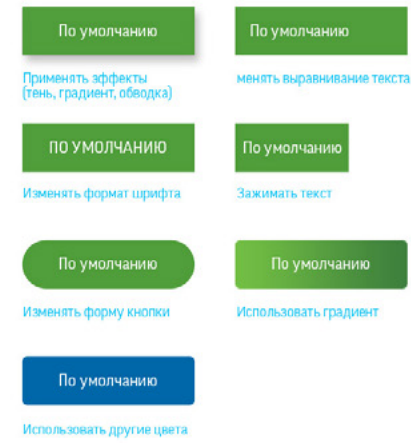 По умолчанию
Применять эффекты
(тень, градиент, обводка)
По умолчанию
менять выравнивание текста
ПО УМОЛЧАНИЮ
Изменять формат шрифта
По умолчанию
Зажимать текст
По умолчанию
Изменять форму кнопки
По умолчанию
Использовать градиент
По умолчанию
Использовать другие цвета